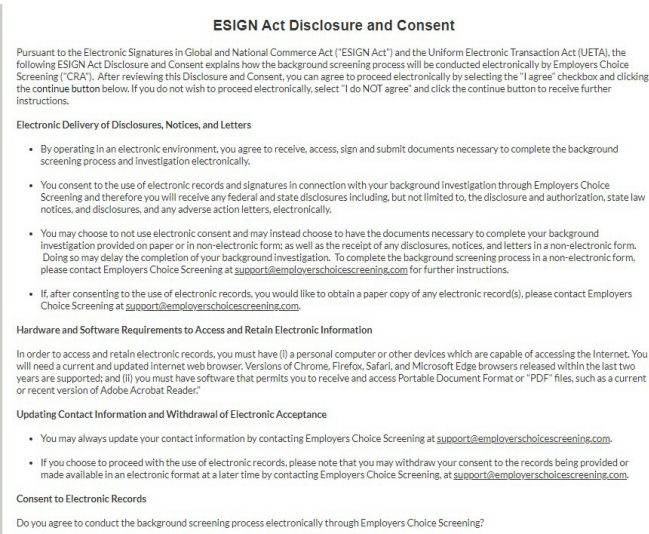 ESIGN Act Disclosure and Consent
Pursuant to the Electronic Signatures in Global and National Commerce Act ("ESIGN Act") and the Uniform Electronic Transaction Act (UETA), the
following ESIGN Act Disclosure and Consent explains how the background screening process will be conducted electronically by Employers Choice
Screening ("CRA"). After reviewing this Disclosure and Consent, you can agree to proceed electronically by selecting the "I agree" checkbox and clicking
the continue button below. If you do not wish to proceed electronically, select "I do NOT agree" and click the continue button to receive further
instructions.
Electronic Delivery of Disclosures, Notices, and Letters
• By operating in an electronic environment, you agree to receive, access, sign and submit documents necessary to complete the background
screening process and investigation electronically.
• You consent to the use of electronic records and signatures in connection with your background investigation through Employers Choice
Screening and therefore you will receive any federal and state disclosures including, but not limited to, the disclosure and authorization, state law
notices, and disclosures, and any adverse action letters, electronically.
• You may choose to not use electronic consent and may instead choose to have the documents necessary to complete your background
investigation provided on paper or in non-electronic form; as well as the receipt of any disclosures, notices, and letters in a non-electronic form.
Doing so may delay the completion of your background investigation. To complete the background screening process in a non-electronic form,
please contact Employers Choice Screening at support@employerschoicescreening.com for further instructions.
• If, after consenting to the use of electronic records, you would like to obtain a paper copy of any electronic record(s), please contact Employers
Choice Screening at support@employerschoicescreening.com.
Hardware and Software Requirements to Access and Retain Electronic Information
In order to access and retain electronic records, you must have (i) a personal computer or other devices which are capable of accessing the Internet. You
will need a current and updated internet web browser. Versions of Chrome, Firefox, Safari, and Microsoft Edge browsers released within the last two
years are supported; and (ii) you must have software that permits you to receive and access Portable Document Format or "PDF" files, such as a current
or recent version of Adobe Acrobat Reader."
Updating Contact Information and Withdrawal of Electronic Acceptance
• You may always update your contact information by contacting Employers Choice Screening at support@employerschoicescreening.com.
• If you choose to proceed with the use of electronic records, please note that you may withdraw your consent to the records being provided or
made available in an electronic format at a later time by contacting Employers Choice Screening, at support@employerschoicescreening.com.
Consent to Electronic Records
Do you agree to conduct the background screening process electronically through Employers Choice Screening?